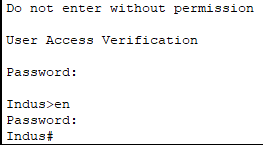 Do not enter without permission
User Access Verification
Password:
Indus>en
Password:
Indus#